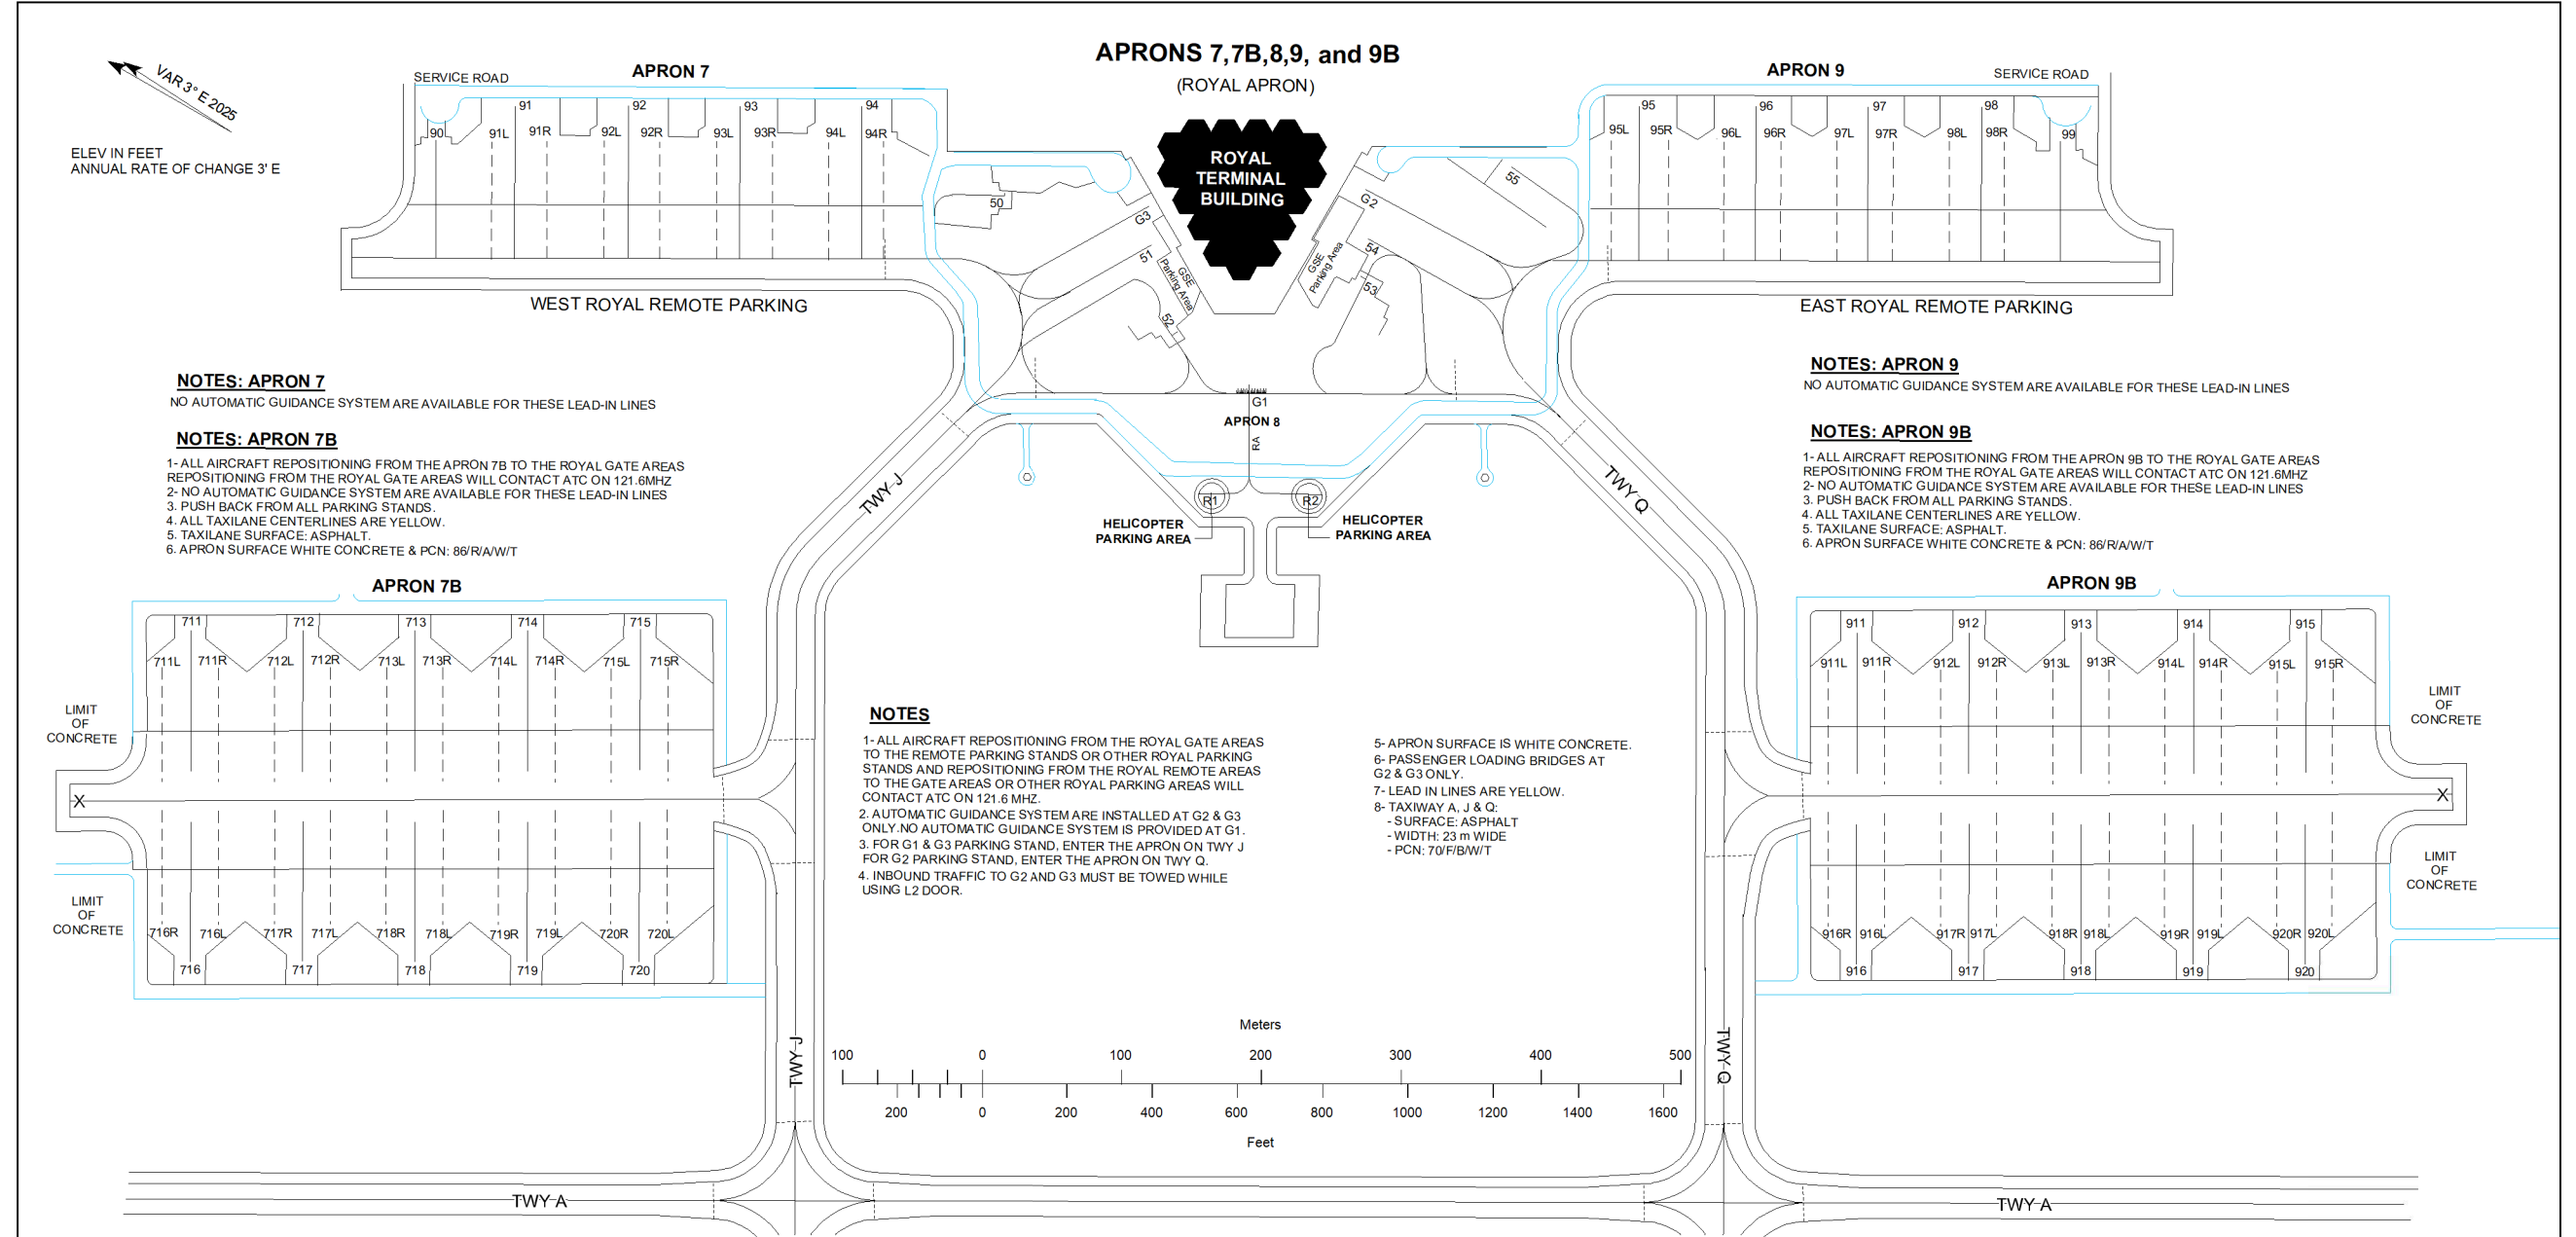 APRONS 7,7B,8,9, and 9B
(ROYAL APRON)
VAR 3° E 2025
ELEV IN FEET
ANNUAL RATE OF CHANGE 3' E
SERVICE ROAD
APRON 7
90
91
91L
91R
92
92L
92R
93
93L
93R
94
94L
94R
WEST ROYAL REMOTE PARKING
ROYAL
TERMINAL
BUILDING
50
G3
51
GSE
Parking Area
52
G2
55
54
GSE
Parking Area
53
G1
APRON 8
RA
R1
R2
HELICOPTER
PARKING AREA
HELICOPTER
PARKING AREA
APRON 9
SERVICE ROAD
95
95L
95R
96
96L
96R
97
97L
97R
98
98L
98R
99
EAST ROYAL REMOTE PARKING
NOTES: APRON 7
NO AUTOMATIC GUIDANCE SYSTEM ARE AVAILABLE FOR THESE LEAD-IN LINES
NOTES: APRON 7B
1- ALL AIRCRAFT REPOSITIONING FROM THE APRON 7B TO THE ROYAL GATE AREAS
REPOSITIONING FROM THE ROYAL GATE AREAS WILL CONTACT ATC ON 121.6MHZ
2- NO AUTOMATIC GUIDANCE SYSTEM ARE AVAILABLE FOR THESE LEAD-IN LINES
3. PUSH BACK FROM ALL PARKING STANDS.
4. ALL TAXILANE CENTERLINES ARE YELLOW.
5. TAXILANE SURFACE: ASPHALT.
6. APRON SURFACE WHITE CONCRETE & PCN: 86/R/A/W/T
NOTES: APRON 9
NO AUTOMATIC GUIDANCE SYSTEM ARE AVAILABLE FOR THESE LEAD-IN LINES
NOTES: APRON 9B
1- ALL AIRCRAFT REPOSITIONING FROM THE APRON 9B TO THE ROYAL GATE AREAS
REPOSITIONING FROM THE ROYAL GATE AREAS WILL CONTACT ATC ON 121.6MHZ
2- NO AUTOMATIC GUIDANCE SYSTEM ARE AVAILABLE FOR THESE LEAD-IN LINES
3. PUSH BACK FROM ALL PARKING STANDS.
4. ALL TAXILANE CENTERLINES ARE YELLOW.
5. TAXILANE SURFACE: ASPHALT.
6. APRON SURFACE WHITE CONCRETE & PCN: 86/R/A/W/T
TWY J
TWY Q
APRON 7B
711 712 713 714 715
711L 711R 712L 712R 713L 713R 714L 714R 715L 715R
LIMIT
OF
CONCRETE
X
LIMIT
OF
CONCRETE
716R 716L 717R 717L 718R 718L 719R 719L 720R 720L
716 717 718 719 720
APRON 9B
911 912 913 914 915
911L 911R 912L 912R 913L 913R 914L 914R 915L 915R
LIMIT
OF
CONCRETE
X
LIMIT
OF
CONCRETE
916R 916L 917R 917L 918R 918L 919R 919L 920R 920L
916 917 918 919 920
NOTES
1- ALL AIRCRAFT REPOSITIONING FROM THE ROYAL GATE AREAS
TO THE REMOTE PARKING STANDS OR OTHER ROYAL PARKING
STANDS AND REPOSITIONING FROM THE ROYAL REMOTE AREAS
TO THE GATE AREAS OR OTHER ROYAL PARKING AREAS WILL
CONTACT ATC ON 121.6 MHZ.
2. AUTOMATIC GUIDANCE SYSTEM ARE INSTALLED AT G2 & G3
ONLY.NO AUTOMATIC GUIDANCE SYSTEM IS PROVIDED AT G1.
3. FOR G1 & G3 PARKING STAND, ENTER THE APRON ON TWY J
FOR G2 PARKING STAND, ENTER THE APRON ON TWY Q.
4. INBOUND TRAFFIC TO G2 AND G3 MUST BE TOWED WHILE
USING L2 DOOR.
5- APRON SURFACE IS WHITE CONCRETE.
6- PASSENGER LOADING BRIDGES AT
G2 & G3 ONLY.
7- LEAD IN LINES ARE YELLOW.
8- TAXIWAY A, J & Q:
- SURFACE: ASPHALT
- WIDTH: 23 m WIDE
- PCN: 70/F/B/W/T
TWY J
TWY Q
Meters
100 0 100 200 300 400 500
200 0 200 400 600 800 1000 1200 1400 1600
Feet
TWY A
TWY A